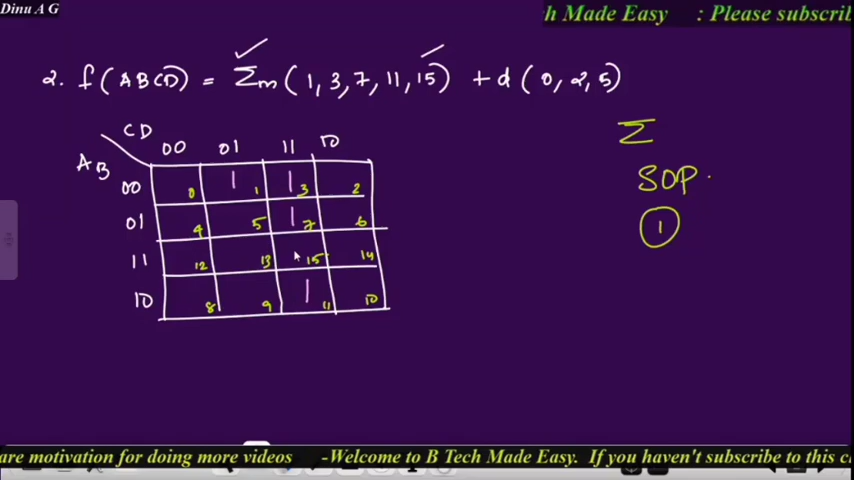 Dinu A G
h Made Easy : Please subscrib
2. f(ABCD) = Σm(1,3,7,11,15) + d(0,2,5)
Σ
CD
00 01 11 10
AB
SOP.
00 1 1 0 1 3 2
1
01 1 4 5 7 6
11 12 13 15 14
10 1 8 9 11 10
are motivation for doing more videos -Welcome to B Tech Made Easy. If you haven't subscribe to this c